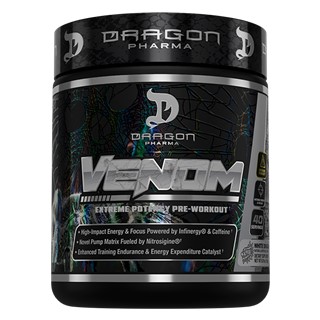 DRAGON
PHARMA
DRAGON
PHARMA
VENOM
EXTREME POTENCY PRE-WORKOUT
• High-Impact Energy & Focus Powered by Infinergy® & Caffeine†
• Novel Pump Matrix Fueled by Nitrosigine®†
• Enhanced Training Endurance & Energy Expenditure Catalyst†
40